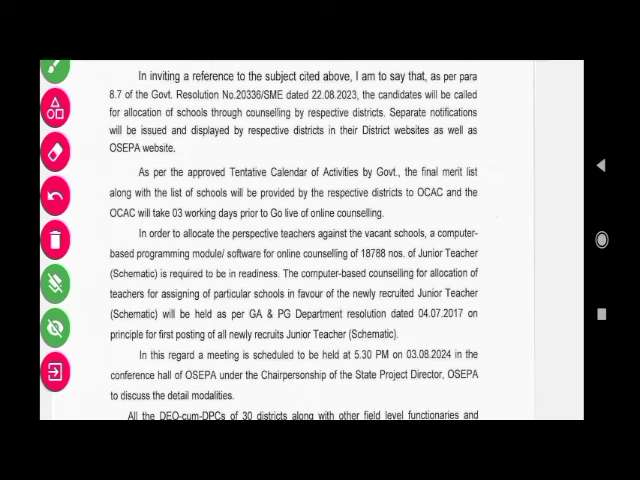 In inviting a reference to the subject cited above, I am to say that, as per para
8.7 of the Govt. Resolution No.20336/SME dated 22.08.2023, the candidates will be called
for allocation of schools through counselling by respective districts. Separate notifications
will be issued and displayed by respective districts in their District websites as well as
OSEPA website.
As per the approved Tentative Calendar of Activities by Govt., the final merit list
along with the list of schools will be provided by the respective districts to OCAC and the
OCAC will take 03 working days prior to Go live of online counselling.
In order to allocate the perspective teachers against the vacant schools, a computer-
based programming module/ software for online counselling of 18788 nos. of Junior Teacher
(Schematic) is required to be in readiness. The computer-based counselling for allocation of
teachers for assigning of particular schools in favour of the newly recruited Junior Teacher
(Schematic) will be held as per GA & PG Department resolution dated 04.07.2017 on
principle for first posting of all newly recruits Junior Teacher (Schematic).
In this regard a meeting is scheduled to be held at 5.30 PM on 03.08.2024 in the
conference hall of OSEPA under the Chairpersonship of the State Project Director, OSEPA
to discuss the detail modalities.
All the DEO-cum-DPCs of 30 districts along with other field level functionaries and